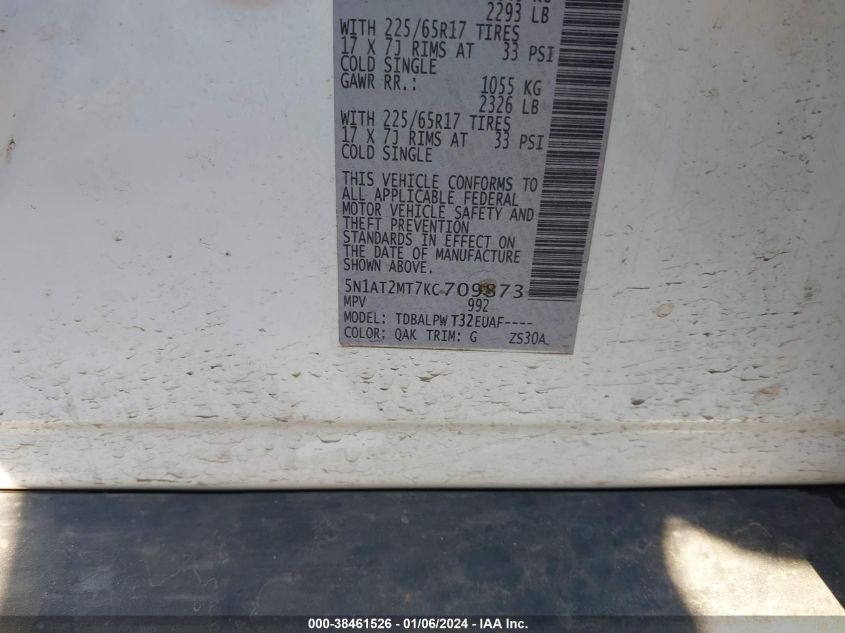 2293 LB
WITH 225/65R17 TIRES
17 X 7J RIMS AT 33 PSI
COLD SINGLE
GAWR RR.: 1055 KG
2326 LB
WITH 225/65R17 TIRES
17 X 7J RIMS AT 33 PSI
COLD SINGLE
THIS VEHICLE CONFORMS TO
ALL APPLICABLE FEDERAL
MOTOR VEHICLE SAFETY AND
THEFT PREVENTION
STANDARDS IN EFFECT ON
THE DATE OF MANUFACTURE
SHOWN ABOVE.
5N1AT2MT7KC709873
MPV 992
MODEL: TDBALPWT32EUAF----
COLOR: QAK TRIM: G ZS30A
000-38461526 - 01/06/2024 - IAA Inc.